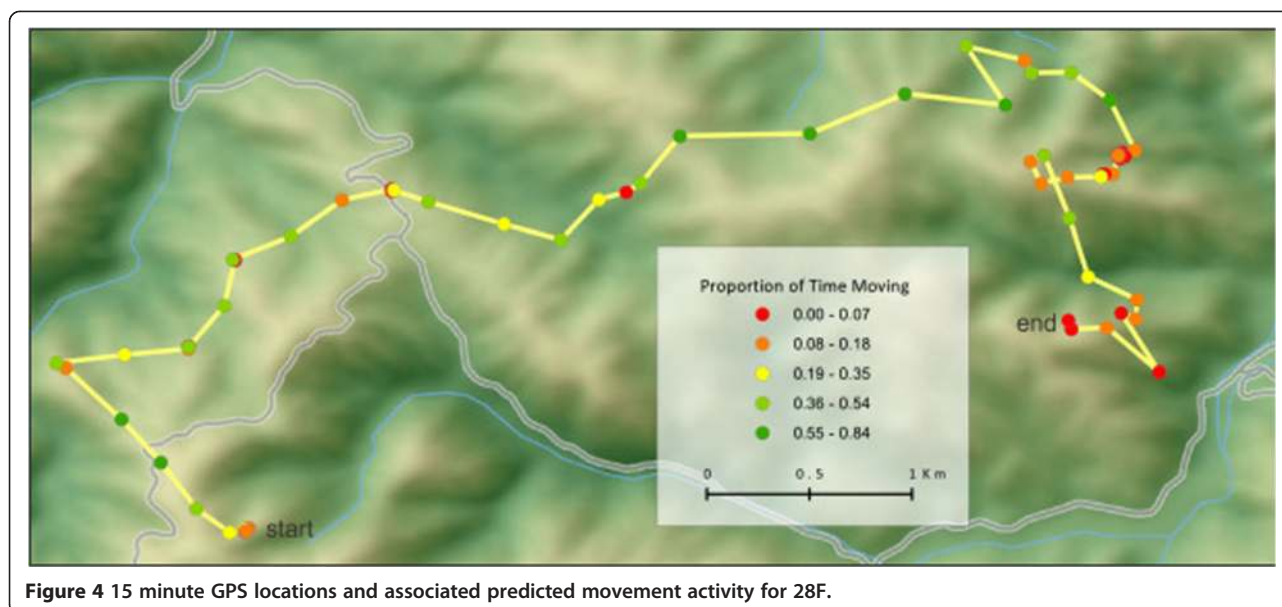 start
end
Proportion of Time Moving
0.00 - 0.07
0.08 - 0.18
0.19 - 0.35
0.36 - 0.54
0.55 - 0.84
0 0.5 1 Km
Figure 4 15 minute GPS locations and associated predicted movement activity for 28F.